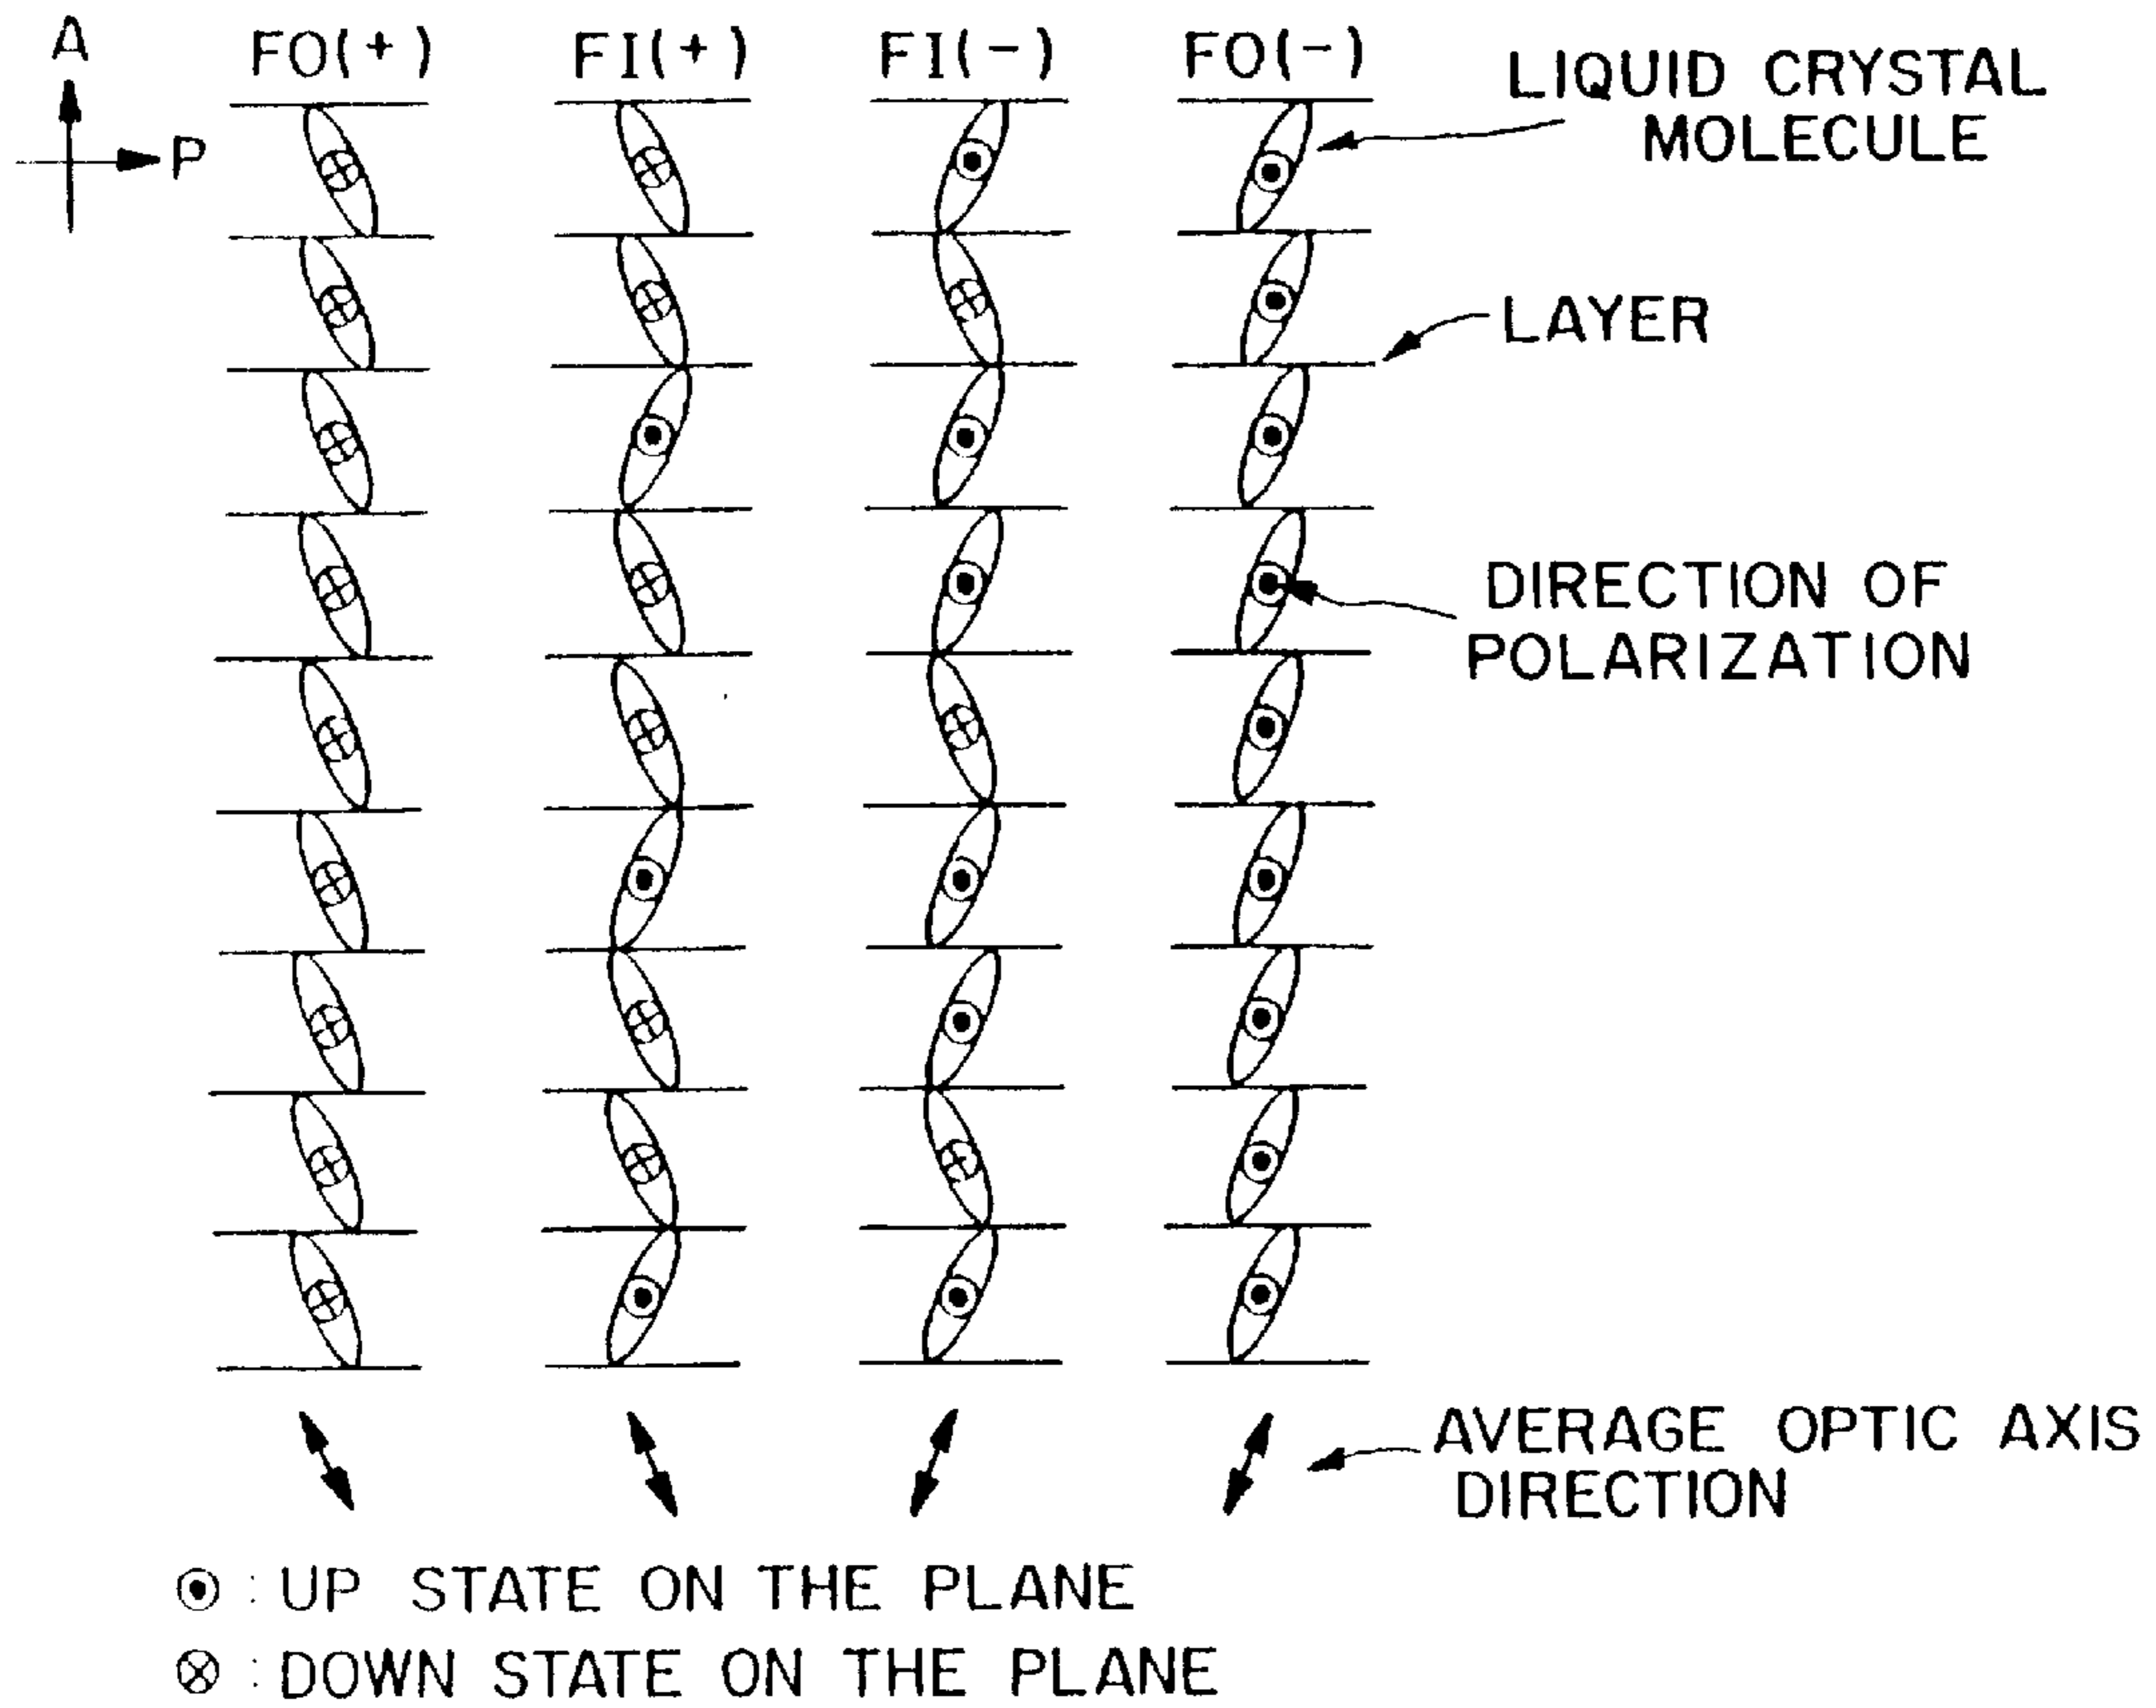 A
P
FO(+) FI(+) FI(-) FO(-)
LIQUID CRYSTAL
MOLECULE
LAYER
DIRECTION OF
POLARIZATION
AVERAGE OPTIC AXIS
DIRECTION
⊙ : UP STATE ON THE PLANE
⊗ : DOWN STATE ON THE PLANE